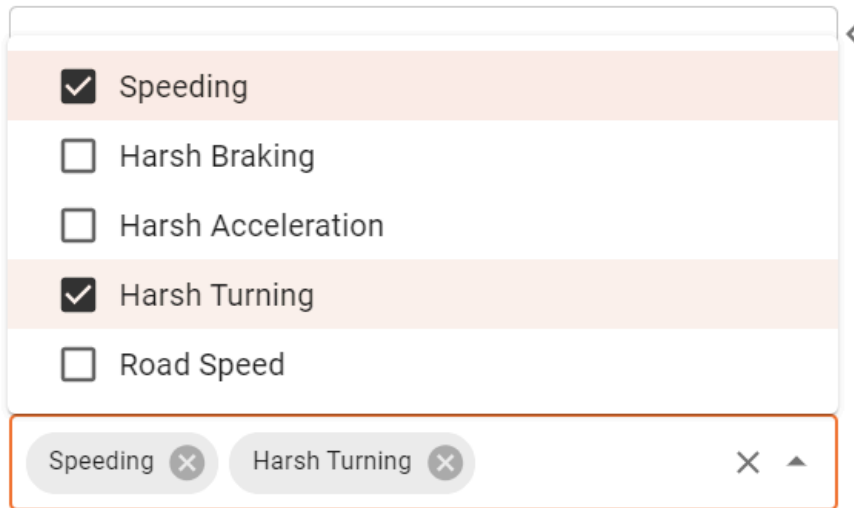 Speeding
Harsh Braking
Harsh Acceleration
Harsh Turning
Road Speed
Speeding Harsh Turning